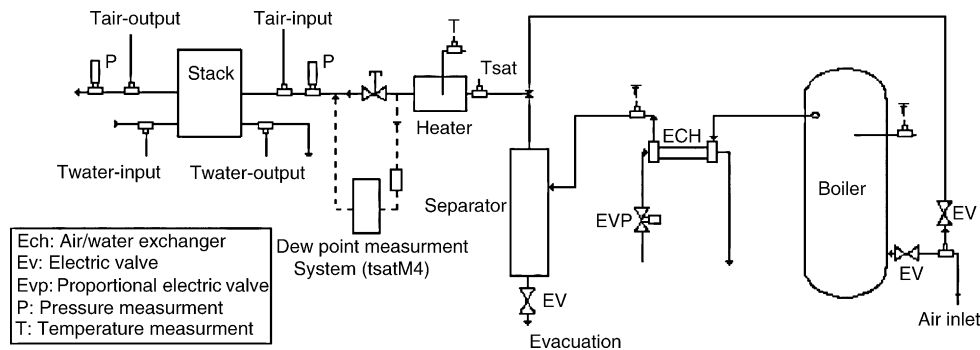 Tair-output
Tair-input
P
P
T
Stack
Tsat
T
T
Heater
ECH
Twater-input
Twater-output
Separator
EVP
Boiler
EV
EV
Dew point measurment
System (tsatM4)
EV
Air inlet
Evacuation
Ech: Air/water exchanger
Ev: Electric valve
Evp: Proportional electric valve
P: Pressure measurment
T: Temperature measurment